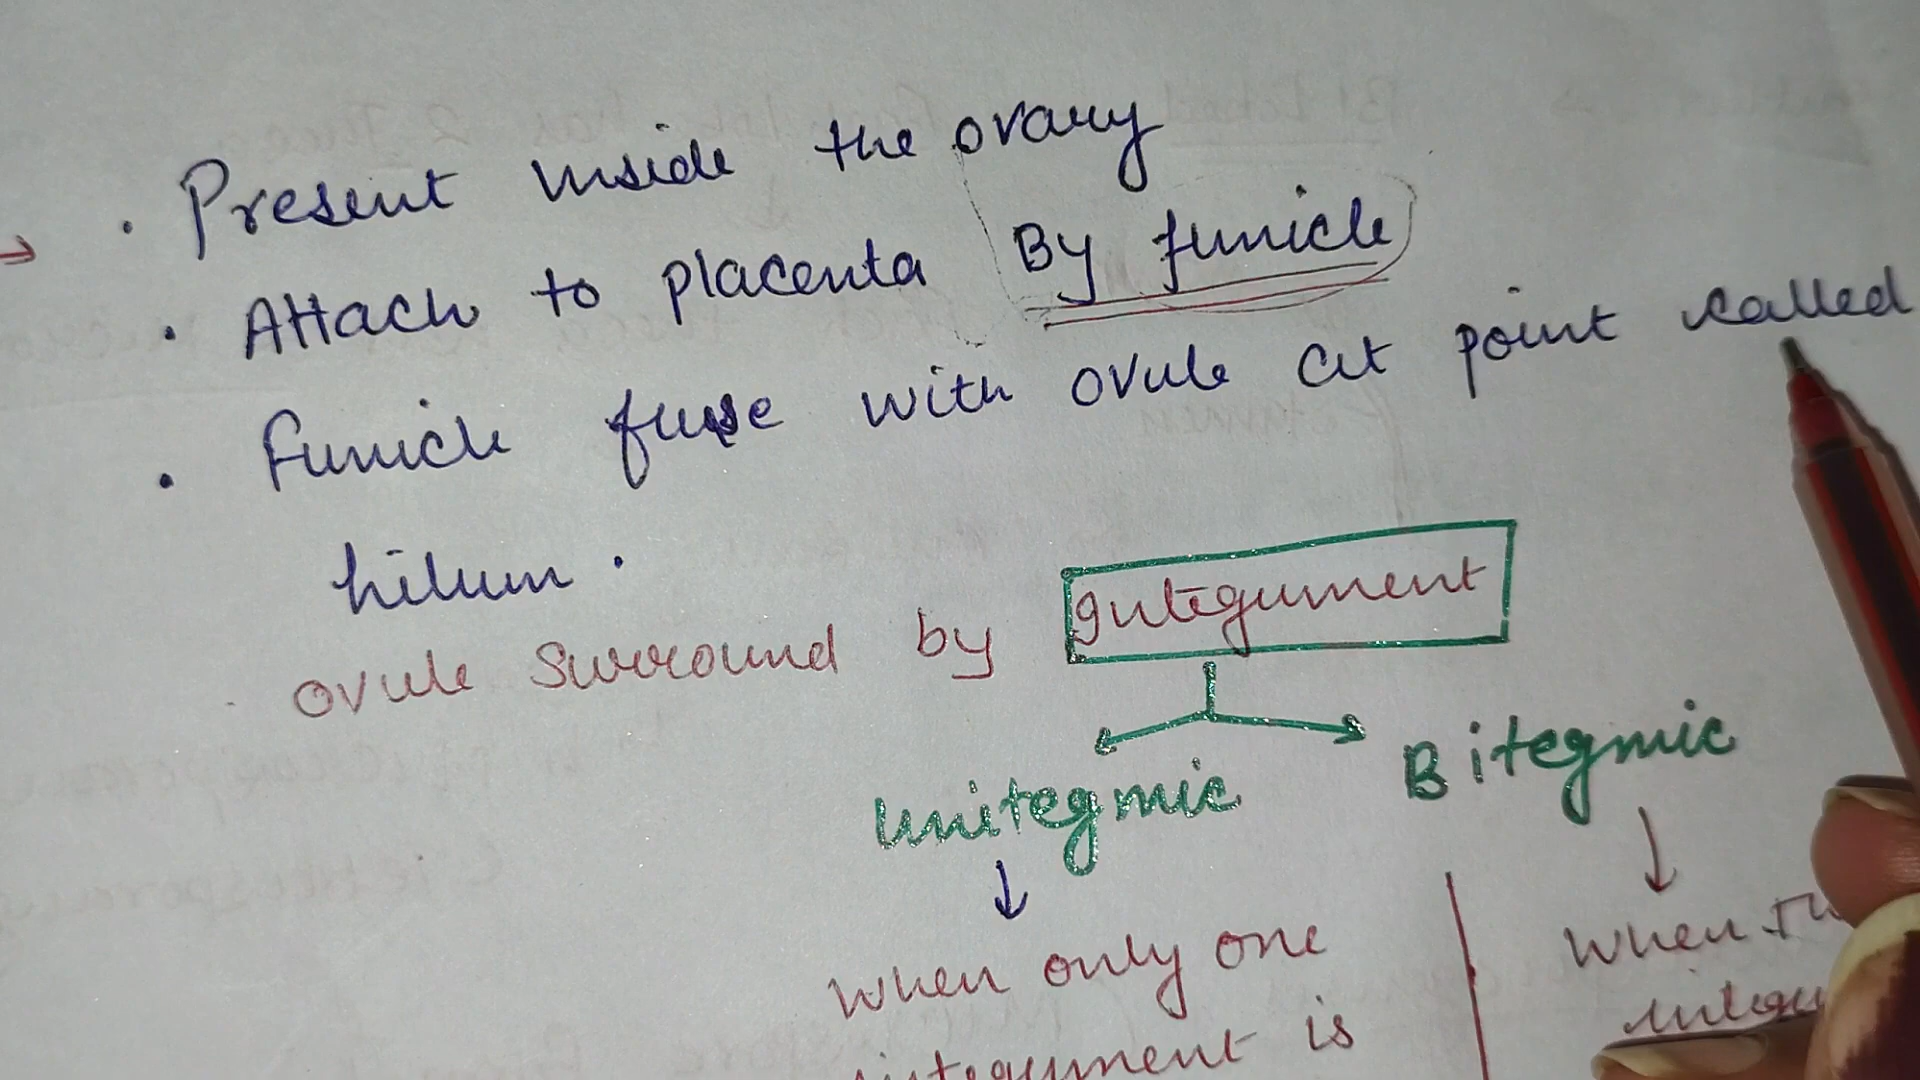 . Present inside the ovary
→ . Attach to placenta By funicle
. Funicle fuse with ovule at point called
hilum .
. ovule surround by Integument
Unitegmic Bitegmic
↓ ↓
When only one
integument is
When